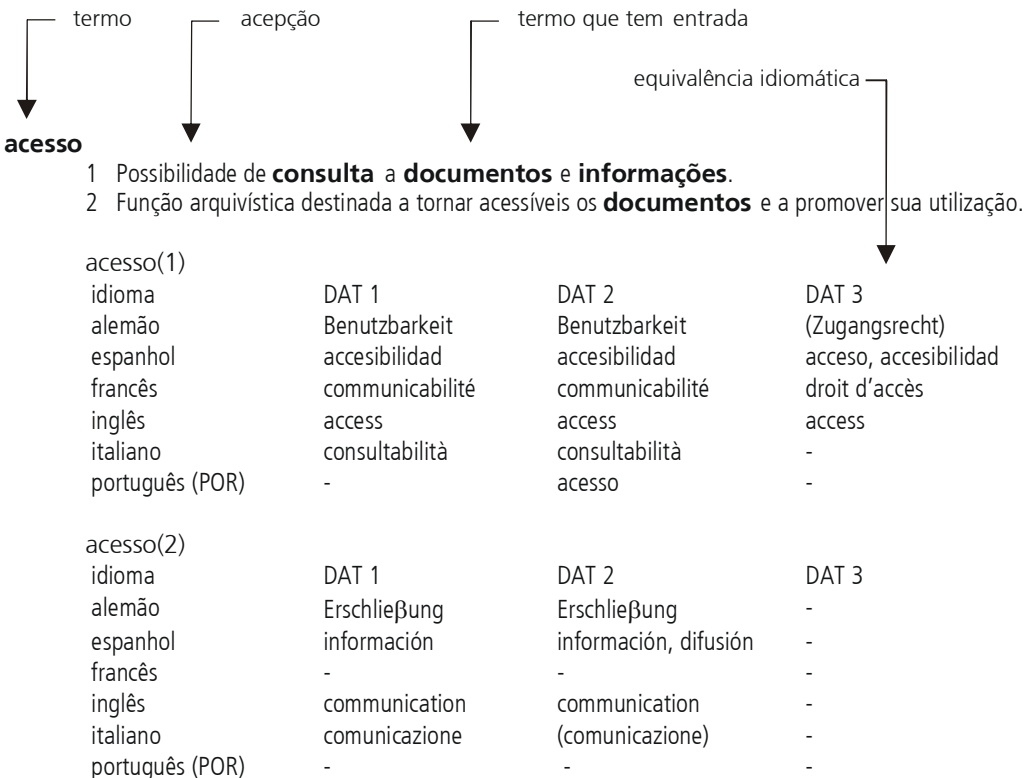 termo acepção termo que tem entrada
equivalência idiomática
acesso
1 Possibilidade de consulta a documentos e informações.
2 Função arquivística destinada a tornar acessíveis os documentos e a promover sua utilização.
acesso(1)
idioma DAT 1 DAT 2 DAT 3
alemão Benutzbarkeit Benutzbarkeit (Zugangsrecht)
espanhol accesibilidad accesibilidad acceso, accesibilidad
francês communicabilité communicabilité droit d’accès
inglês access access access
italiano consultabilità consultabilità -
português (POR) - acesso -
acesso(2)
idioma DAT 1 DAT 2 DAT 3
alemão Erschlieβung Erschlieβung -
espanhol información información, difusión -
francês - - -
inglês communication communication -
italiano comunicazione (comunicazione) -
português (POR) - - -